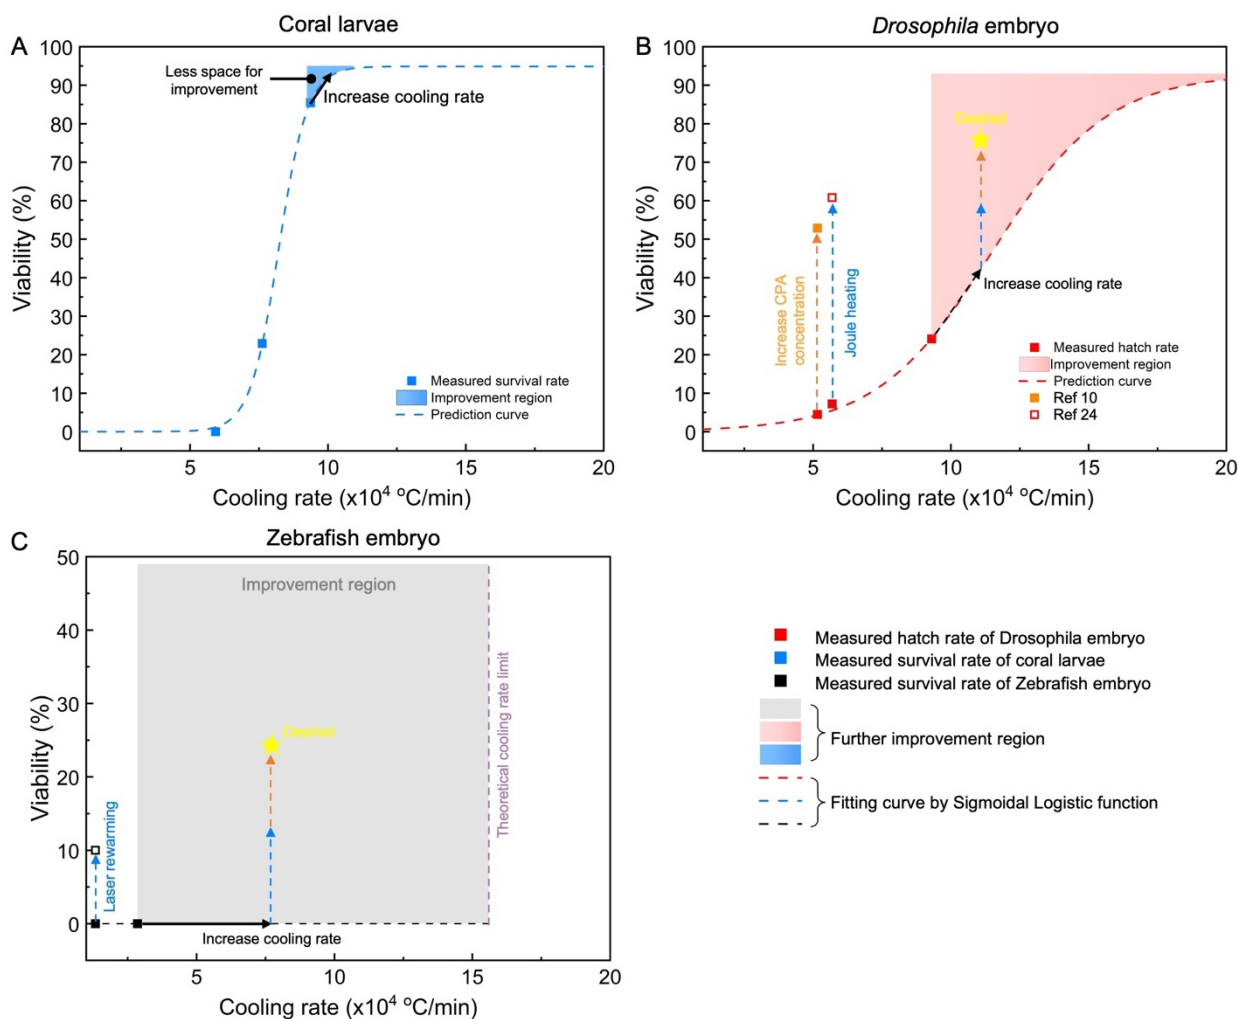 A
Coral larvae
100
90
80
70
60
50
40
30
20
10
0
Viability (%)
Less space for
improvement
Increase cooling rate
Measured survival rate
Improvement region
Prediction curve
5
10
15
20
Cooling rate (x10⁴ ºC/min)
B
Drosophila embryo
100
90
80
70
60
50
40
30
20
10
0
Viability (%)
Desired
Increase CPA
concentration
Joule heating
Increase cooling rate
Measured hatch rate
Improvement region
Prediction curve
Ref 10
Ref 24
5
10
15
20
Cooling rate (x10⁴ ºC/min)
C
Zebrafish embryo
50
40
30
20
10
0
Viability (%)
Improvement region
Desired
Laser rewarming
Theoretical cooling rate limit
Increase cooling rate
5
10
15
20
Cooling rate (x10⁴ ºC/min)
Measured hatch rate of Drosophila embryo
Measured survival rate of coral larvae
Measured survival rate of Zebrafish embryo
Further improvement region
Fitting curve by Sigmoidal Logistic function